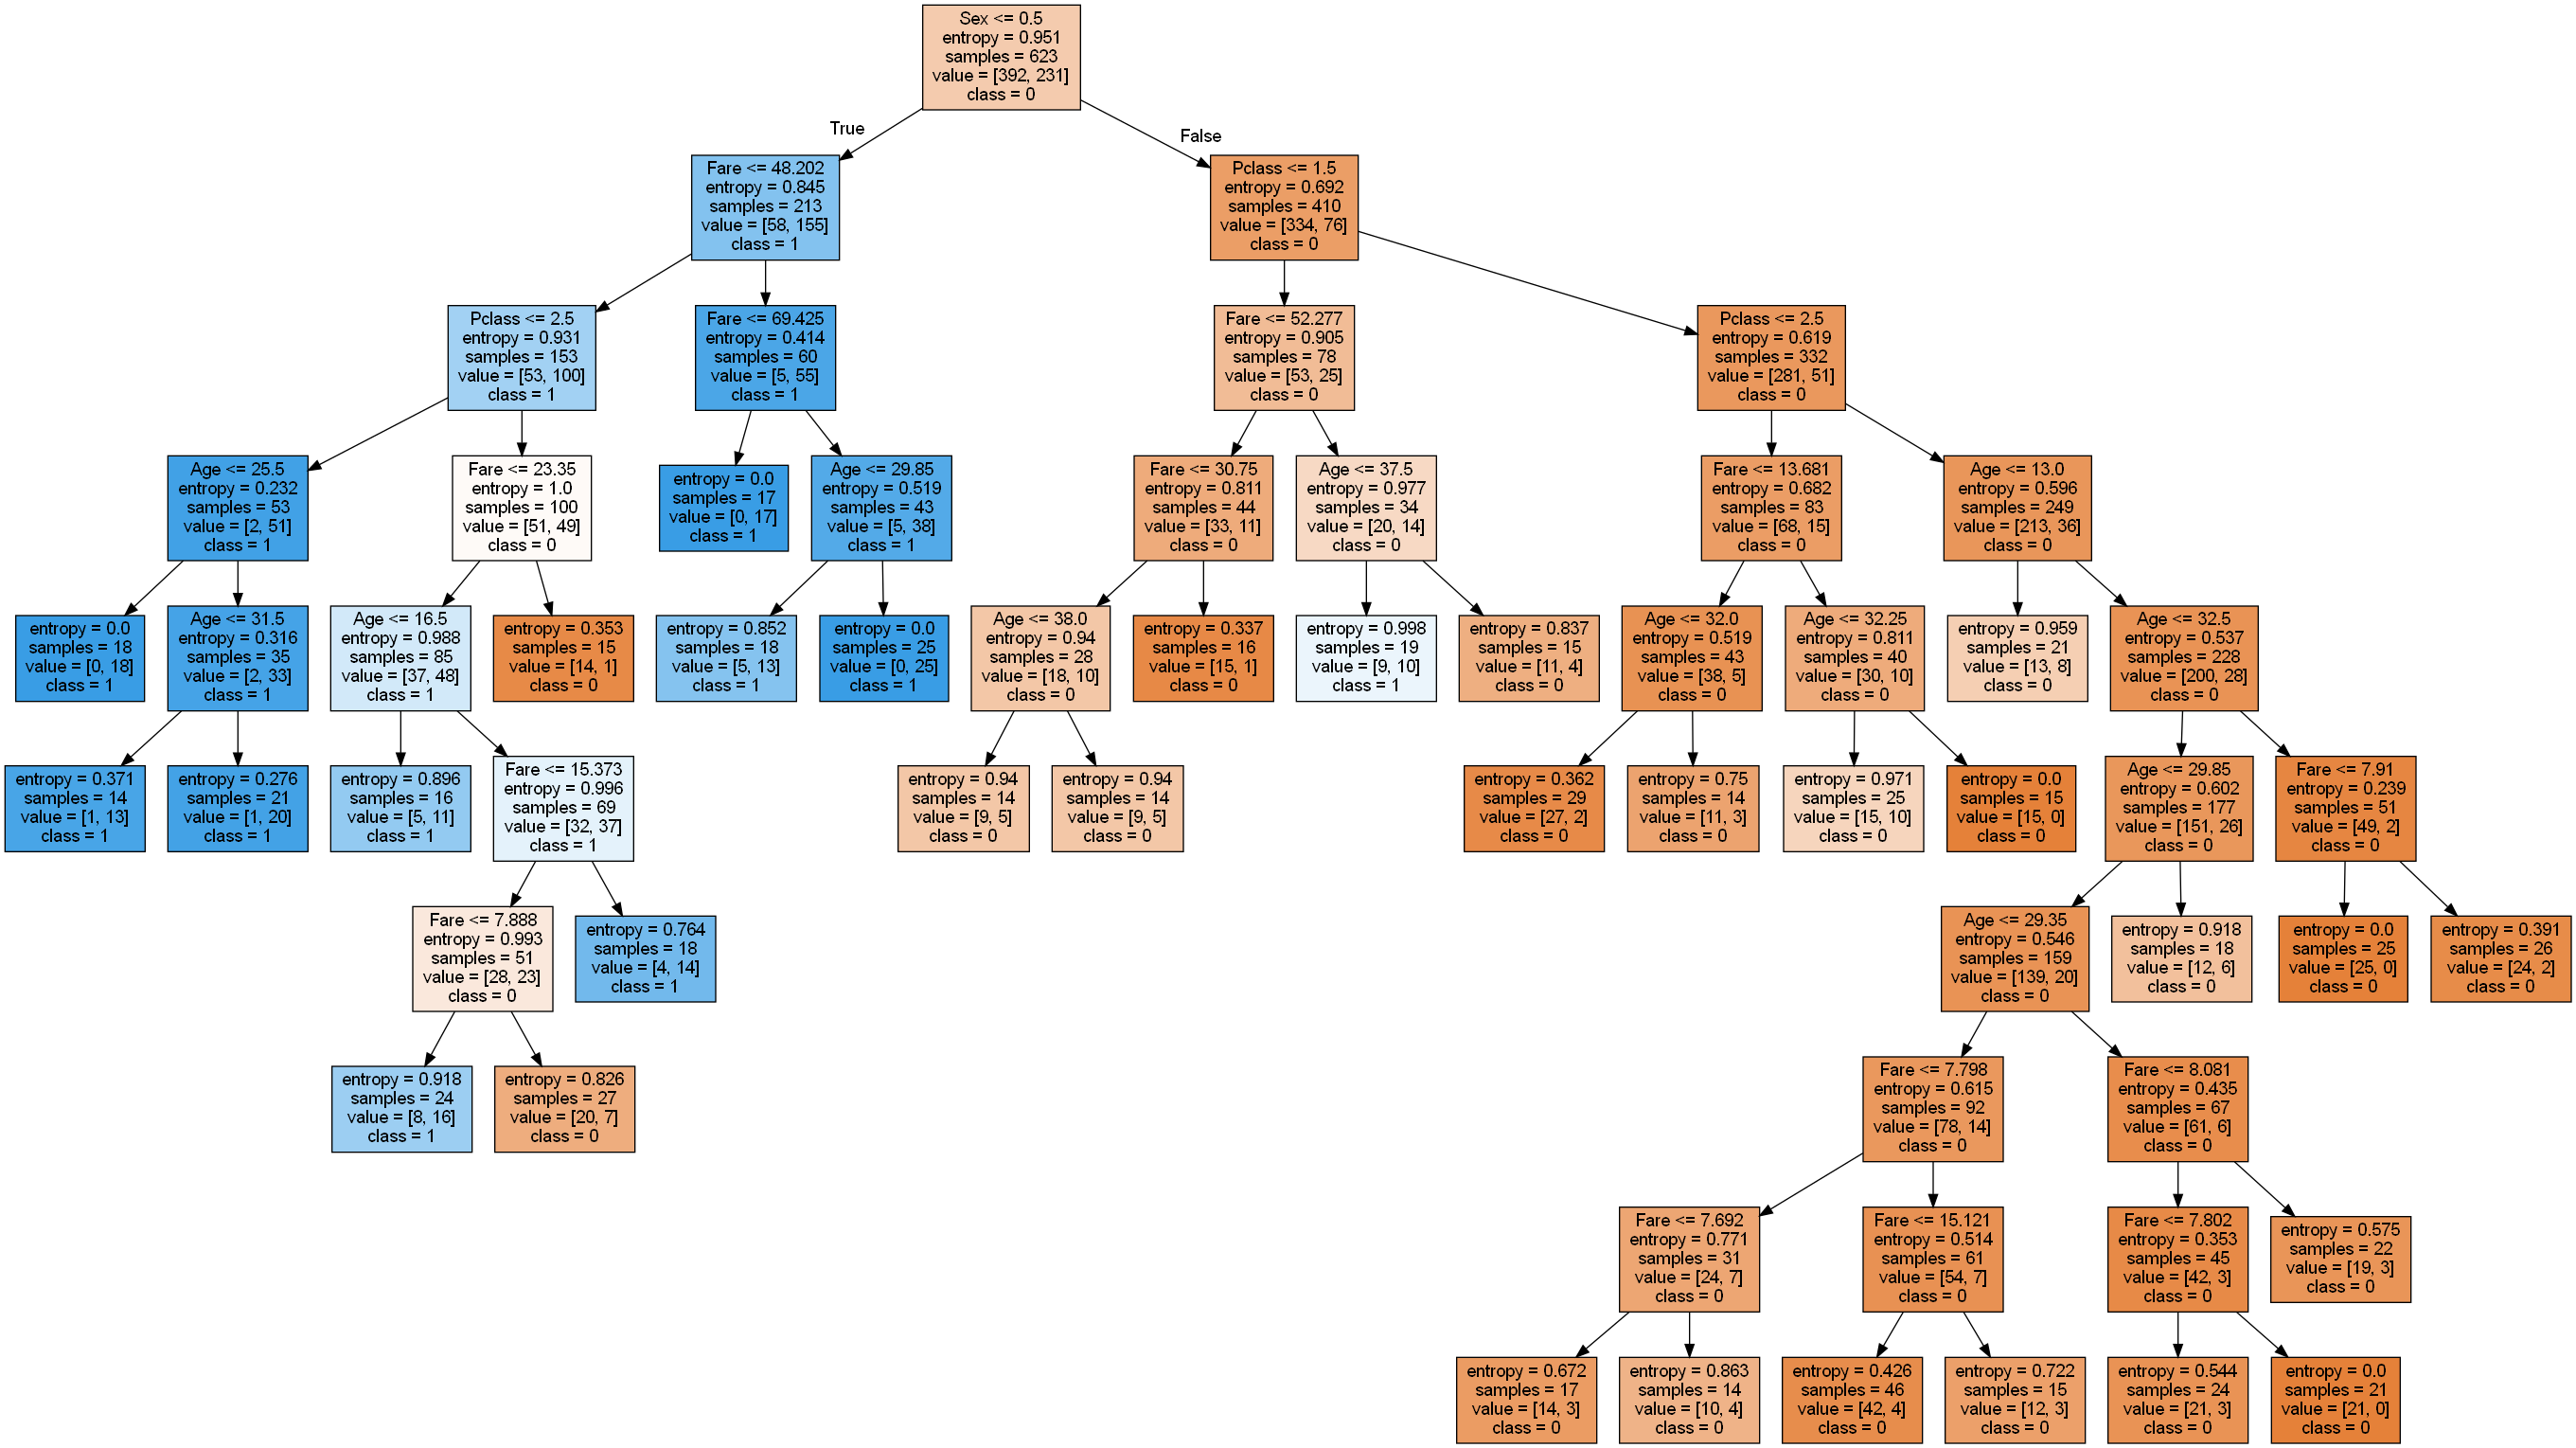 Sex <= 0.5
entropy = 0.951
samples = 623
value = [392, 231]
class = 0
True
False
Fare <= 48.202
entropy = 0.845
samples = 213
value = [58, 155]
class = 1
Pclass <= 1.5
entropy = 0.692
samples = 410
value = [334, 76]
class = 0
Pclass <= 2.5
entropy = 0.931
samples = 153
value = [53, 100]
class = 1
Fare <= 69.425
entropy = 0.414
samples = 60
value = [5, 55]
class = 1
Fare <= 52.277
entropy = 0.905
samples = 78
value = [53, 25]
class = 0
Pclass <= 2.5
entropy = 0.619
samples = 332
value = [281, 51]
class = 0
Age <= 25.5
entropy = 0.232
samples = 53
value = [2, 51]
class = 1
Fare <= 23.35
entropy = 1.0
samples = 100
value = [51, 49]
class = 0
entropy = 0.0
samples = 17
value = [0, 17]
class = 1
Age <= 29.85
entropy = 0.519
samples = 43
value = [5, 38]
class = 1
Fare <= 30.75
entropy = 0.811
samples = 44
value = [33, 11]
class = 0
Age <= 37.5
entropy = 0.977
samples = 34
value = [20, 14]
class = 0
Fare <= 13.681
entropy = 0.682
samples = 83
value = [68, 15]
class = 0
Age <= 13.0
entropy = 0.596
samples = 249
value = [213, 36]
class = 0
entropy = 0.0
samples = 18
value = [0, 18]
class = 1
Age <= 31.5
entropy = 0.316
samples = 35
value = [2, 33]
class = 1
Age <= 16.5
entropy = 0.988
samples = 85
value = [37, 48]
class = 1
entropy = 0.353
samples = 15
value = [14, 1]
class = 0
entropy = 0.852
samples = 18
value = [5, 13]
class = 1
entropy = 0.0
samples = 25
value = [0, 25]
class = 1
Age <= 38.0
entropy = 0.94
samples = 28
value = [18, 10]
class = 0
entropy = 0.337
samples = 16
value = [15, 1]
class = 0
entropy = 0.998
samples = 19
value = [9, 10]
class = 1
entropy = 0.837
samples = 15
value = [11, 4]
class = 0
Age <= 32.0
entropy = 0.519
samples = 43
value = [38, 5]
class = 0
Age <= 32.25
entropy = 0.811
samples = 40
value = [30, 10]
class = 0
entropy = 0.959
samples = 21
value = [13, 8]
class = 0
Age <= 32.5
entropy = 0.537
samples = 228
value = [200, 28]
class = 0
entropy = 0.371
samples = 14
value = [1, 13]
class = 1
entropy = 0.276
samples = 21
value = [1, 20]
class = 1
entropy = 0.896
samples = 16
value = [5, 11]
class = 1
Fare <= 15.373
entropy = 0.996
samples = 69
value = [32, 37]
class = 1
entropy = 0.94
samples = 14
value = [9, 5]
class = 0
entropy = 0.94
samples = 14
value = [9, 5]
class = 0
entropy = 0.362
samples = 29
value = [27, 2]
class = 0
entropy = 0.75
samples = 14
value = [11, 3]
class = 0
entropy = 0.971
samples = 25
value = [15, 10]
class = 0
entropy = 0.0
samples = 15
value = [15, 0]
class = 0
Age <= 29.85
entropy = 0.602
samples = 177
value = [151, 26]
class = 0
Fare <= 7.91
entropy = 0.239
samples = 51
value = [49, 2]
class = 0
Fare <= 7.888
entropy = 0.993
samples = 51
value = [28, 23]
class = 0
entropy = 0.764
samples = 18
value = [4, 14]
class = 1
Age <= 29.35
entropy = 0.546
samples = 159
value = [139, 20]
class = 0
entropy = 0.918
samples = 18
value = [12, 6]
class = 0
entropy = 0.0
samples = 25
value = [25, 0]
class = 0
entropy = 0.391
samples = 26
value = [24, 2]
class = 0
entropy = 0.918
samples = 24
value = [8, 16]
class = 1
entropy = 0.826
samples = 27
value = [20, 7]
class = 0
Fare <= 7.798
entropy = 0.615
samples = 92
value = [78, 14]
class = 0
Fare <= 8.081
entropy = 0.435
samples = 67
value = [61, 6]
class = 0
Fare <= 7.692
entropy = 0.771
samples = 31
value = [24, 7]
class = 0
Fare <= 15.121
entropy = 0.514
samples = 61
value = [54, 7]
class = 0
Fare <= 7.802
entropy = 0.353
samples = 45
value = [42, 3]
class = 0
entropy = 0.575
samples = 22
value = [19, 3]
class = 0
entropy = 0.672
samples = 17
value = [14, 3]
class = 0
entropy = 0.863
samples = 14
value = [10, 4]
class = 0
entropy = 0.426
samples = 46
value = [42, 4]
class = 0
entropy = 0.722
samples = 15
value = [12, 3]
class = 0
entropy = 0.544
samples = 24
value = [21, 3]
class = 0
entropy = 0.0
samples = 21
value = [21, 0]
class = 0